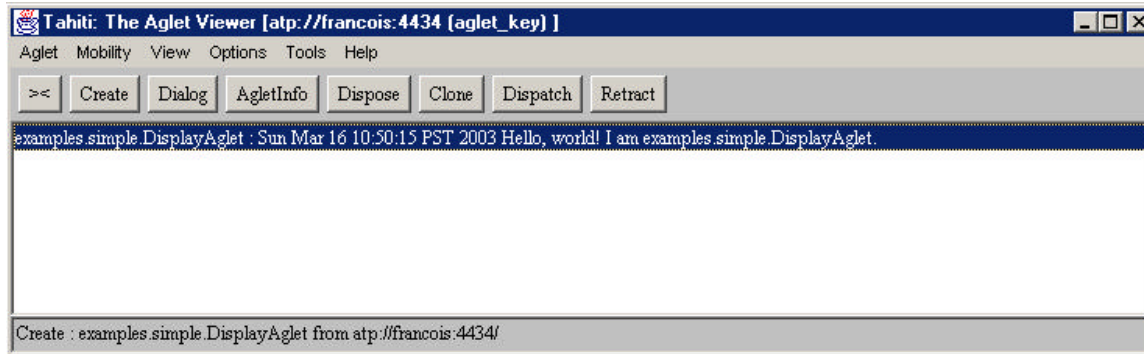 Tahiti: The Aglet Viewer [atp://francois:4434 (aglet_key) ]
Aglet Mobility View Options Tools Help
>< Create Dialog AgletInfo Dispose Clone Dispatch Retract
examples.simple.DisplayAglet : Sun Mar 16 10:50:15 PST 2003 Hello, world! I am examples.simple.DisplayAglet.
Create : examples.simple.DisplayAglet from atp://francois:4434/